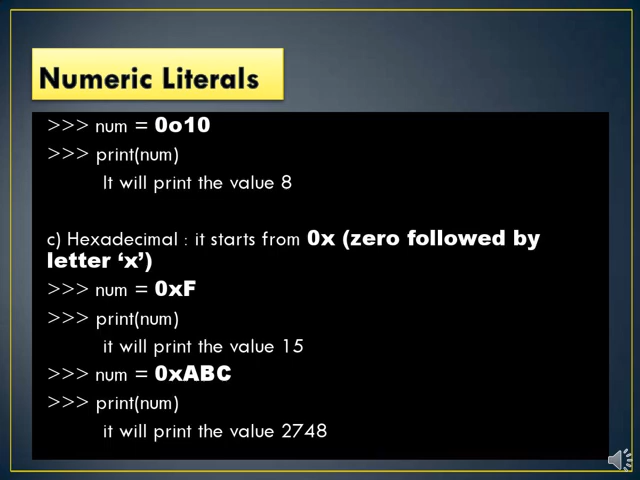 Numeric Literals
>>> num = 0o10
>>> print(num)
It will print the value 8
c) Hexadecimal : it starts from 0x (zero followed by
letter ‘x’)
>>> num = 0xF
>>> print(num)
it will print the value 15
>>> num = 0xABC
>>> print(num)
it will print the value 2748